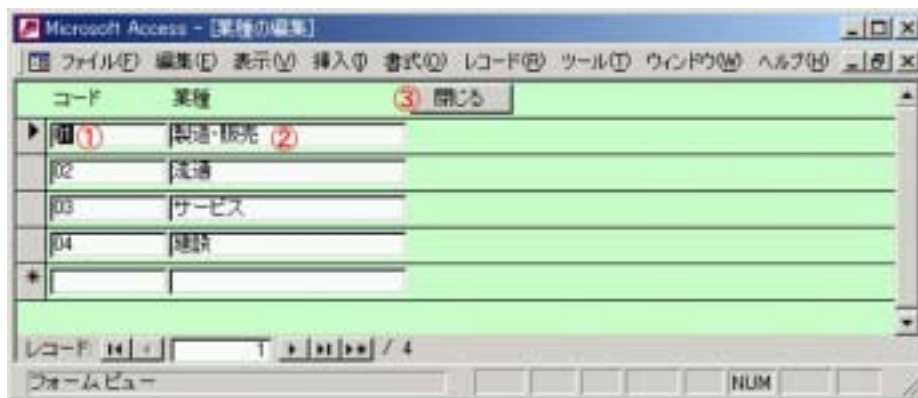 Microsoft Access - [業種の編集]
ファイル(F) 編集(E) 表示(V) 挿入(I) 書式(O) レコード(R) ツール(T) ウィンドウ(W) ヘルプ(H)
コード 業種 ③ 閉じる
01 ① 製造・販売 ②
02 流通
03 サービス
04 建設
レコード: 1 / 4
フォーム ビュー NUM